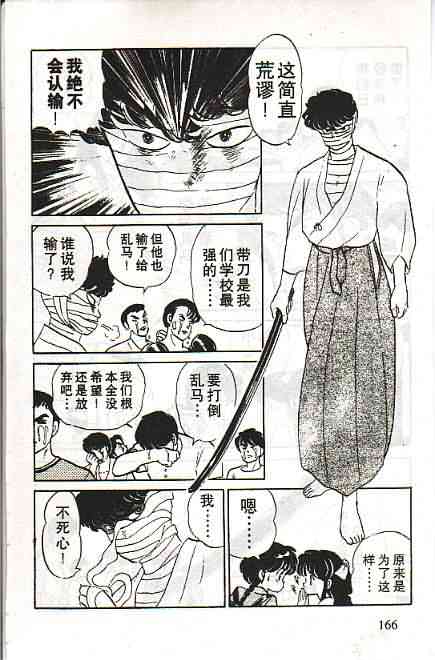 这简直
荒谬！
我绝不
会认输！
带刀是我
们学校最
强的……
但他也
输了给
乱马！
谁说我
输了？
要打倒
乱马……
我们根
本全没
希望！
还是放
弃吧…
原来是
为了这
样……
嗯……
我……
不死心！
166